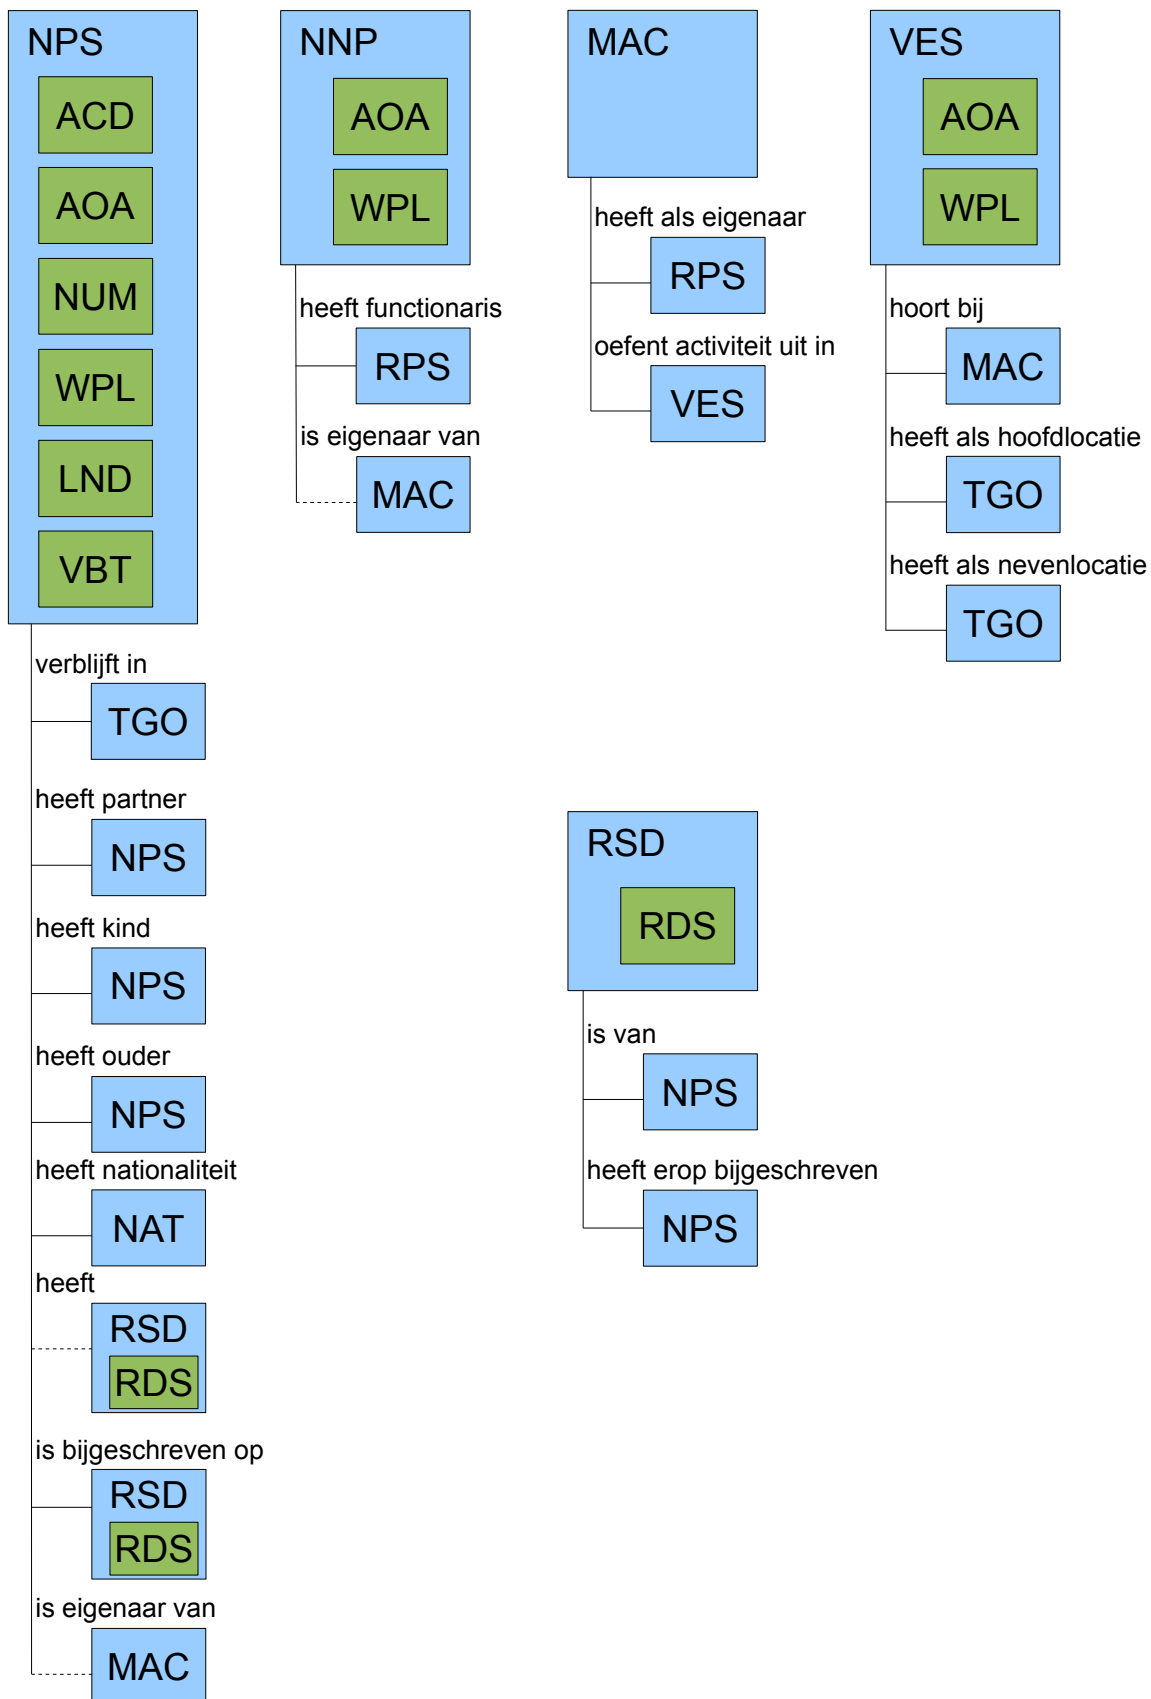 NPS
ACD
AOA
NUM
WPL
LND
VBT
verblijft in
TGO
heeft partner
NPS
heeft kind
NPS
heeft ouder
NPS
heeft nationaliteit
NAT
heeft
RSD
RDS
is bijgeschreven op
RSD
RDS
is eigenaar van
MAC
NNP
AOA
WPL
heeft functionaris
RPS
is eigenaar van
MAC
MAC
heeft als eigenaar
RPS
oefent activiteit uit in
VES
VES
AOA
WPL
hoort bij
MAC
heeft als hoofdlocatie
TGO
heeft als nevenlocatie
TGO
RSD
RDS
is van
NPS
heeft erop bijgeschreven
NPS